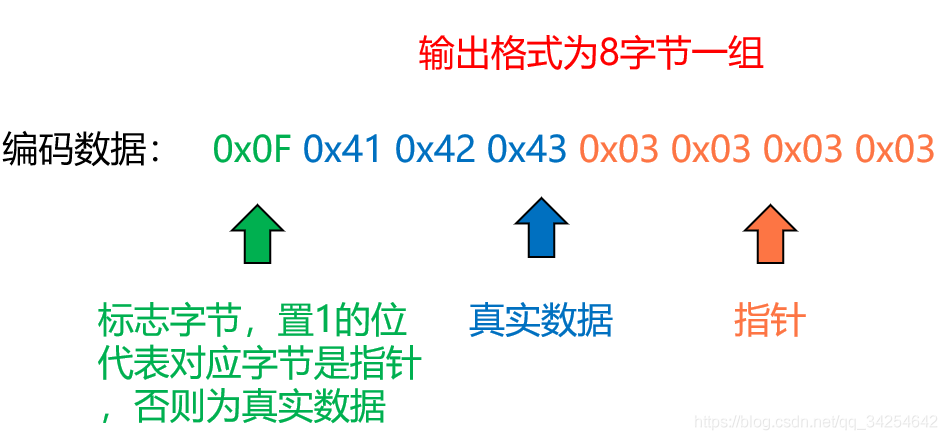 输出格式为8字节一组
编码数据： 0x0F 0x41 0x42 0x43 0x03 0x03 0x03 0x03
标志字节，置1的位
代表对应字节是指针
，否则为真实数据
真实数据
指针
https://blog.csdn.net/qq_34254642